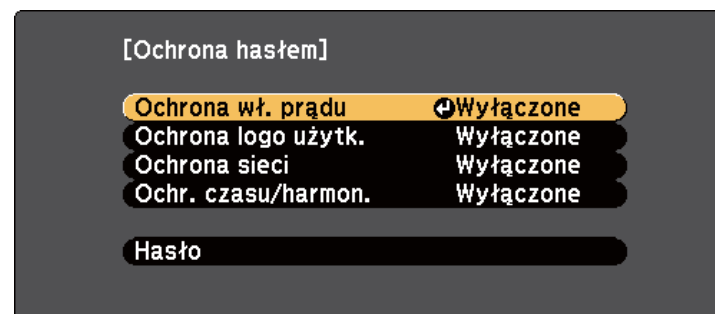 [Ochrona hasłem]
Ochrona wł. prądu Wyłączone
Ochrona logo użytk. Wyłączone
Ochrona sieci Wyłączone
Ochr. czasu/harmon. Wyłączone
Hasło